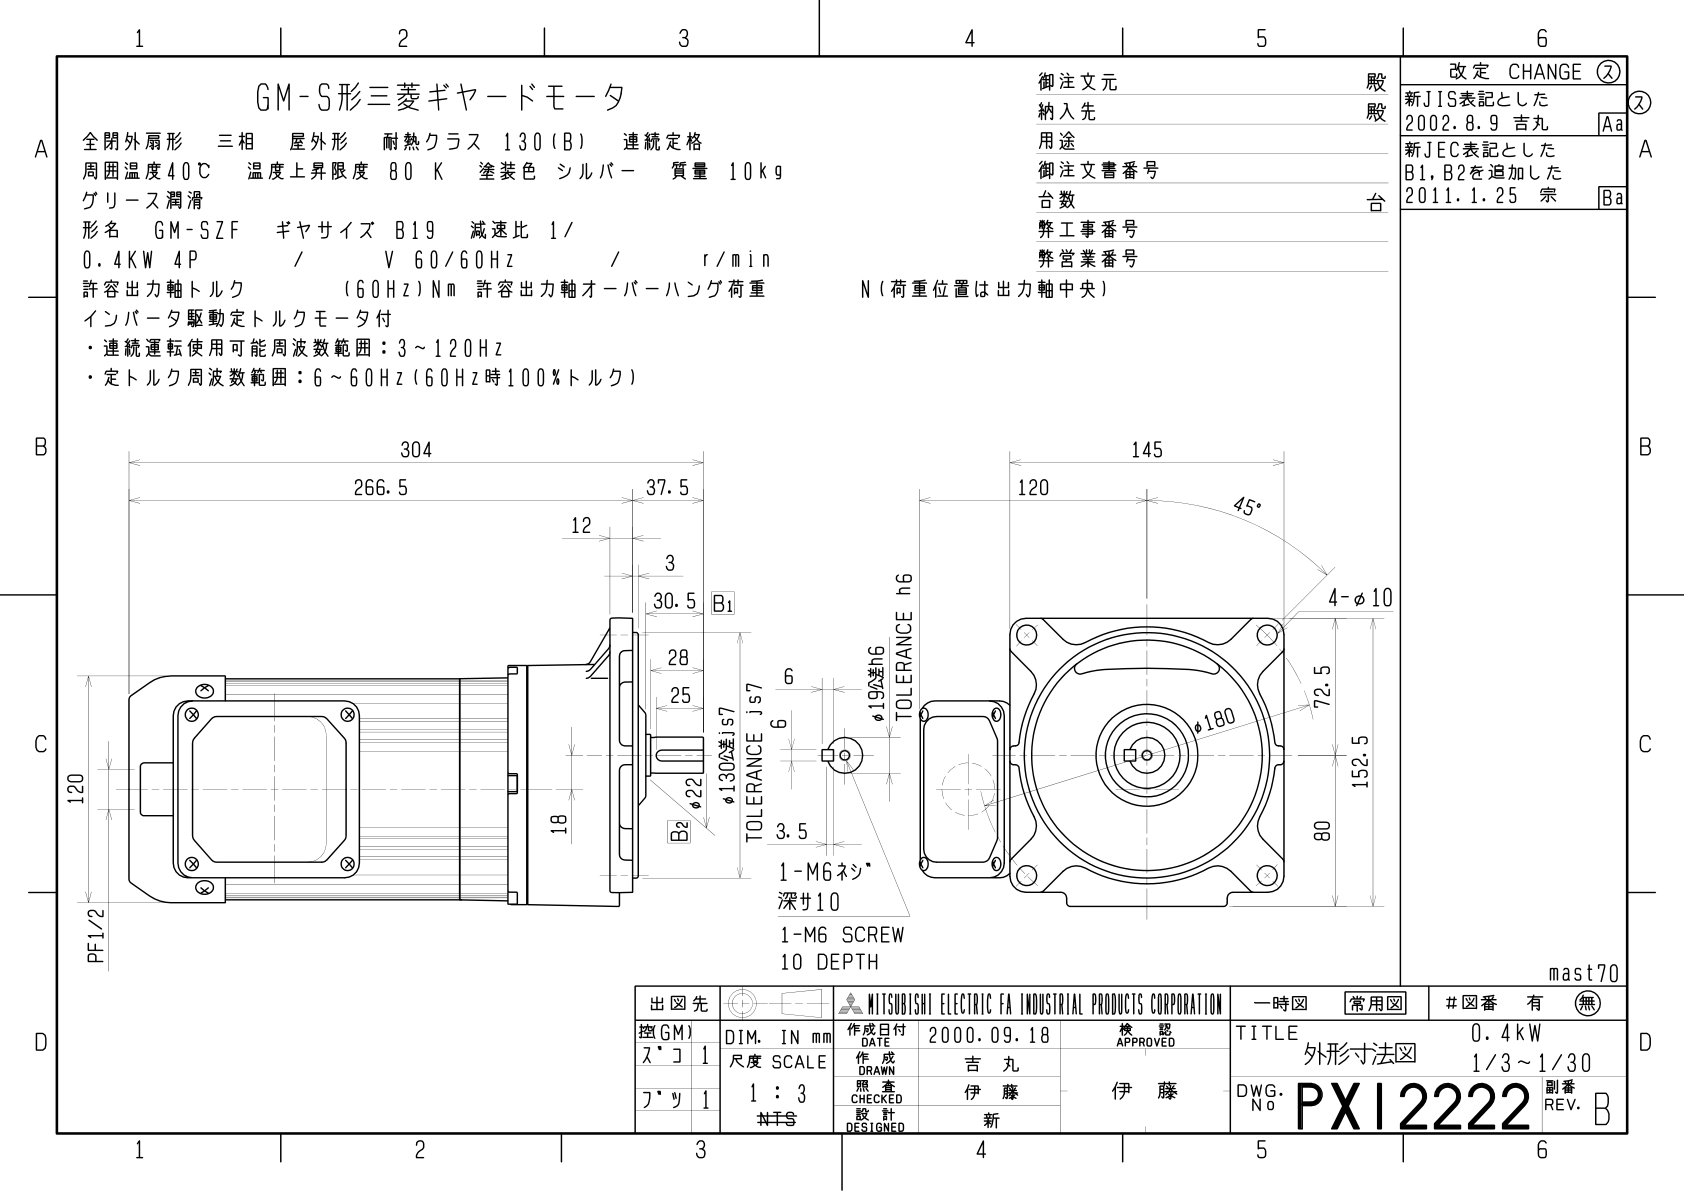 1 2 3 4 5 6
GM-S形三菱ギヤードモータ
全閉外扇形 三相 屋外形 耐熱クラス 130(B) 連続定格
周囲温度40℃ 温度上昇限度 80 K 塗装色 シルバー 質量 10kg
グリース潤滑
形名 GM-SZF ギヤサイズ B19 減速比 1/
0.4KW 4P / V 60/60Hz / r/min
許容出力軸トルク (60Hz)Nm 許容出力軸オーバーハング荷重 N(荷重位置は出力軸中央)
インバータ駆動定トルクモータ付
・連続運転使用可能周波数範囲：3~120Hz
・定トルク周波数範囲：6~60Hz(60Hz時100%トルク)
御注文元 殿
納入先 殿
用途
御注文書番号
台数 台
弊工事番号
弊営業番号
改定 CHANGE ス
新JIS表記とした
2002.8.9 吉丸 Aa
新JEC表記とした
B1,B2を追加した
2011.1.25 宗 Ba
ス
A A
B B
C C
D D
304
266.5 37.5
12
3
30.5 B1
28
25
120
PF1/2
18
φ22
B2
φ130公差js7
TOLERANCE js7
6
6
3.5
φ19公差h6
TOLERANCE h6
1-M6ネジ
深サ10
1-M6 SCREW
10 DEPTH
145
120
45°
4-φ10
φ180
72.5
152.5
80
mast70
出図先
控(GM)
スﾞコ 1
フﾞツ 1
DIM. IN mm
尺度 SCALE
1 : 3
NTS
MITSUBISHI ELECTRIC FA INDUSTRIAL PRODUCTS CORPORATION
作成日付 DATE 2000.09.18
作成 DRAWN 吉丸
照査 CHECKED 伊藤
設計 DESIGNED 新
検認 APPROVED
伊藤
一時図 常用図 #図番 有 無
TITLE 外形寸法図
0.4kW
1/3~1/30
DWG. No PX12222
副番 REV. B
1 2 3 4 5 6